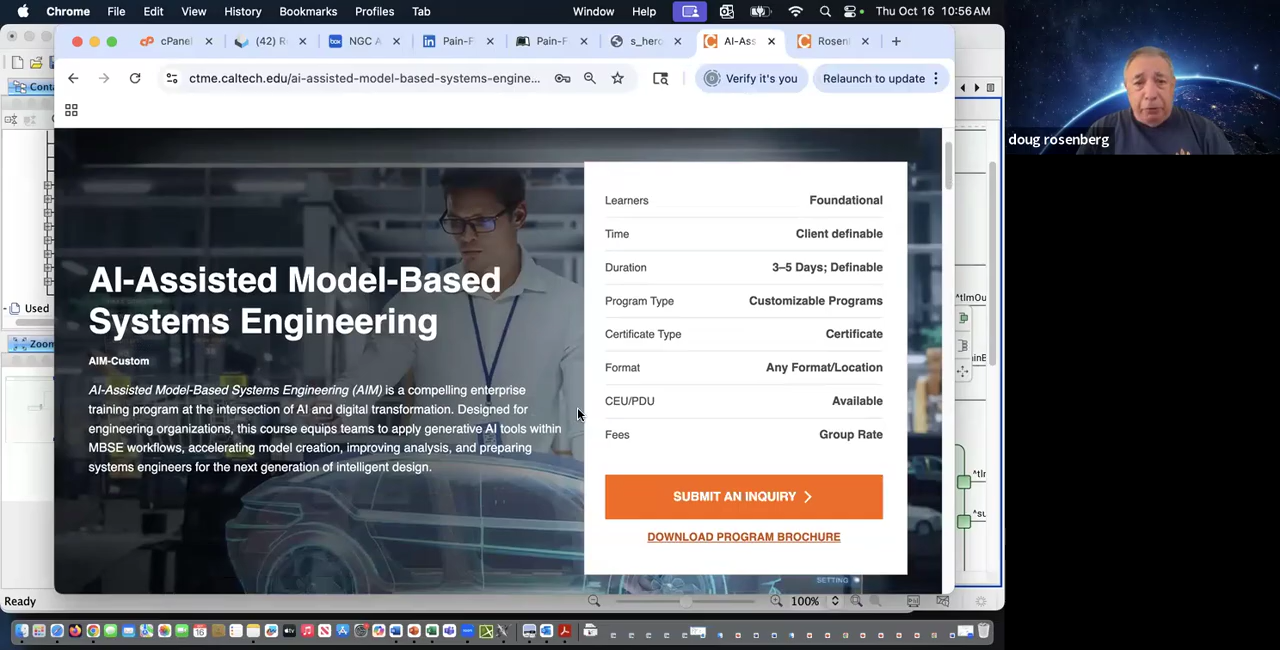 Chrome File Edit View History Bookmarks Profiles Tab Window Help Thu Oct 16 10:56 AM
cPanel
(42) R
NGC A
Pain-F
Pain-F
s_hero
AI-Ass
Rosen
ctme.caltech.edu/ai-assisted-model-based-systems-engine...
Verify it's you
Relaunch to update
doug rosenberg
Conta
Used
Zoom
AI-Assisted Model-Based
Systems Engineering
AIM-Custom
AI-Assisted Model-Based Systems Engineering (AIM) is a compelling enterprise
training program at the intersection of AI and digital transformation. Designed for
engineering organizations, this course equips teams to apply generative AI tools within
MBSE workflows, accelerating model creation, improving analysis, and preparing
systems engineers for the next generation of intelligent design.
Learners Foundational
Time Client definable
Duration 3–5 Days; Definable
Program Type Customizable Programs
Certificate Type Certificate
Format Any Format/Location
CEU/PDU Available
Fees Group Rate
SUBMIT AN INQUIRY
DOWNLOAD PROGRAM BROCHURE
SETTING
^tlmOu
inE
^tlr
^su
Ready
100%